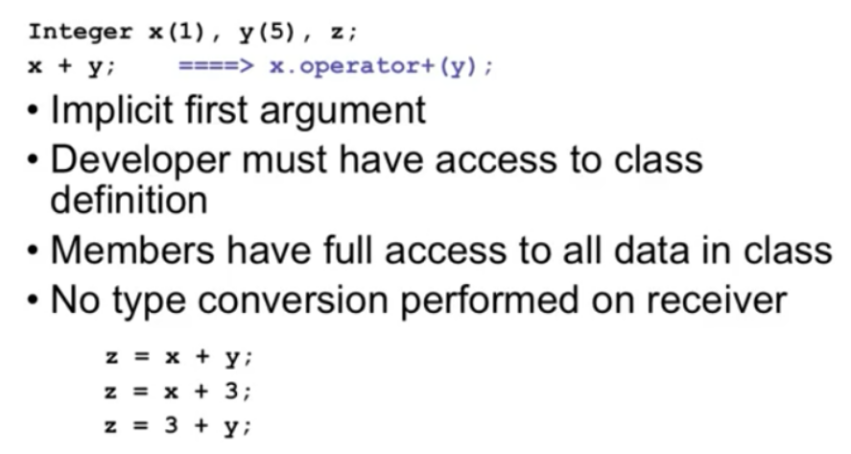 Integer x(1), y(5), z;
x + y;    ====> x.operator+(y);
• Implicit first argument
• Developer must have access to class
definition
• Members have full access to all data in class
• No type conversion performed on receiver
z = x + y;
z = x + 3;
z = 3 + y;